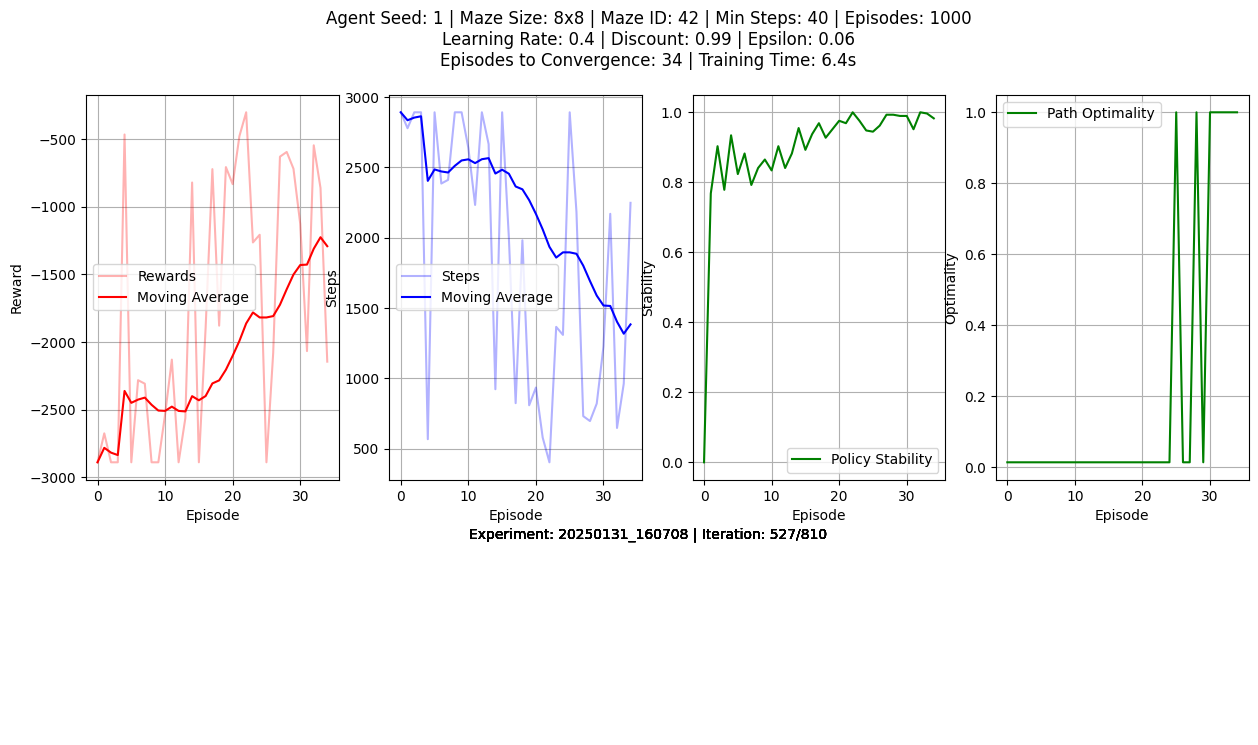 Agent Seed: 1 | Maze Size: 8x8 | Maze ID: 42 | Min Steps: 40 | Episodes: 1000
Learning Rate: 0.4 | Discount: 0.99 | Epsilon: 0.06
Episodes to Convergence: 34 | Training Time: 6.4s
Reward
−500
−1000
−1500
−2000
−2500
−3000
Rewards
Moving Average
0
10
20
30
Episode
Steps
3000
2500
2000
1500
1000
500
Steps
Moving Average
0
10
20
30
Episode
Stability
1.0
0.8
0.6
0.4
0.2
0.0
Policy Stability
0
10
20
30
Episode
Optimality
1.0
0.8
0.6
0.4
0.2
0.0
Path Optimality
0
10
20
30
Episode
Experiment: 20250131_160708 | Iteration: 527/810